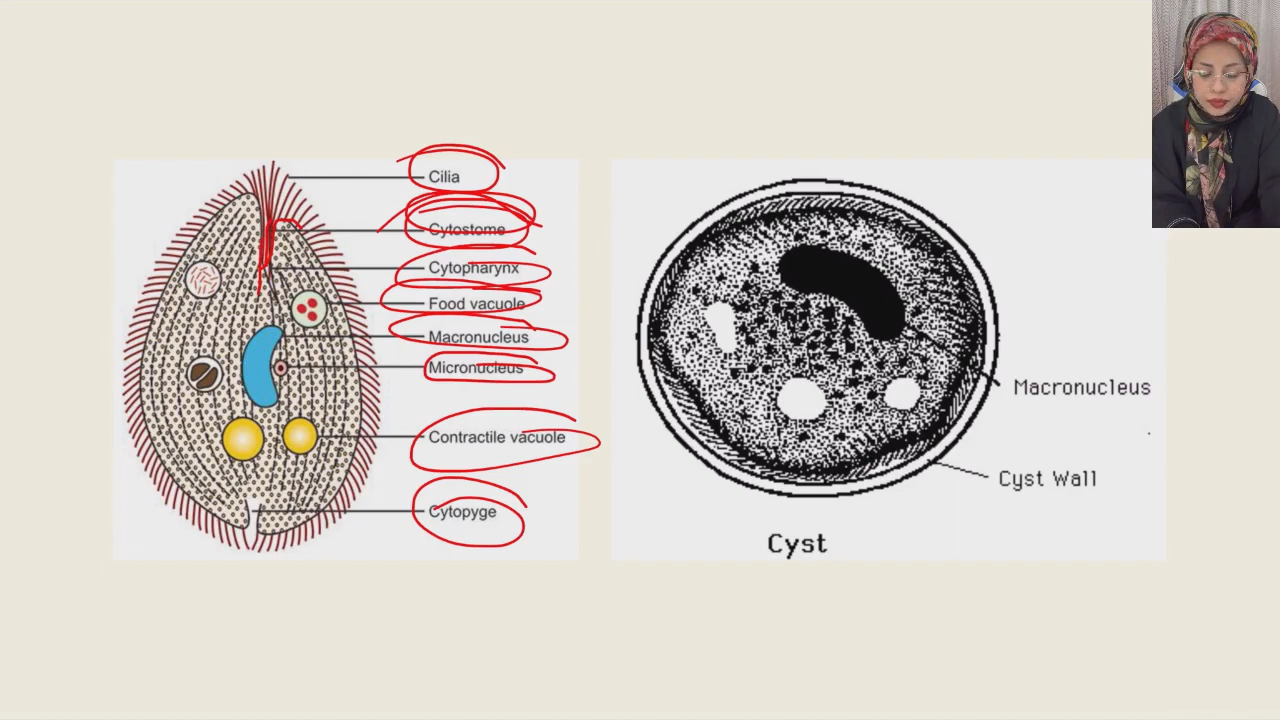 Cilia
Cytostome
Cytopharynx
Food vacuole
Macronucleus
Micronucleus
Contractile vacuole
Cytopyge
Macronucleus
Cyst Wall
Cyst